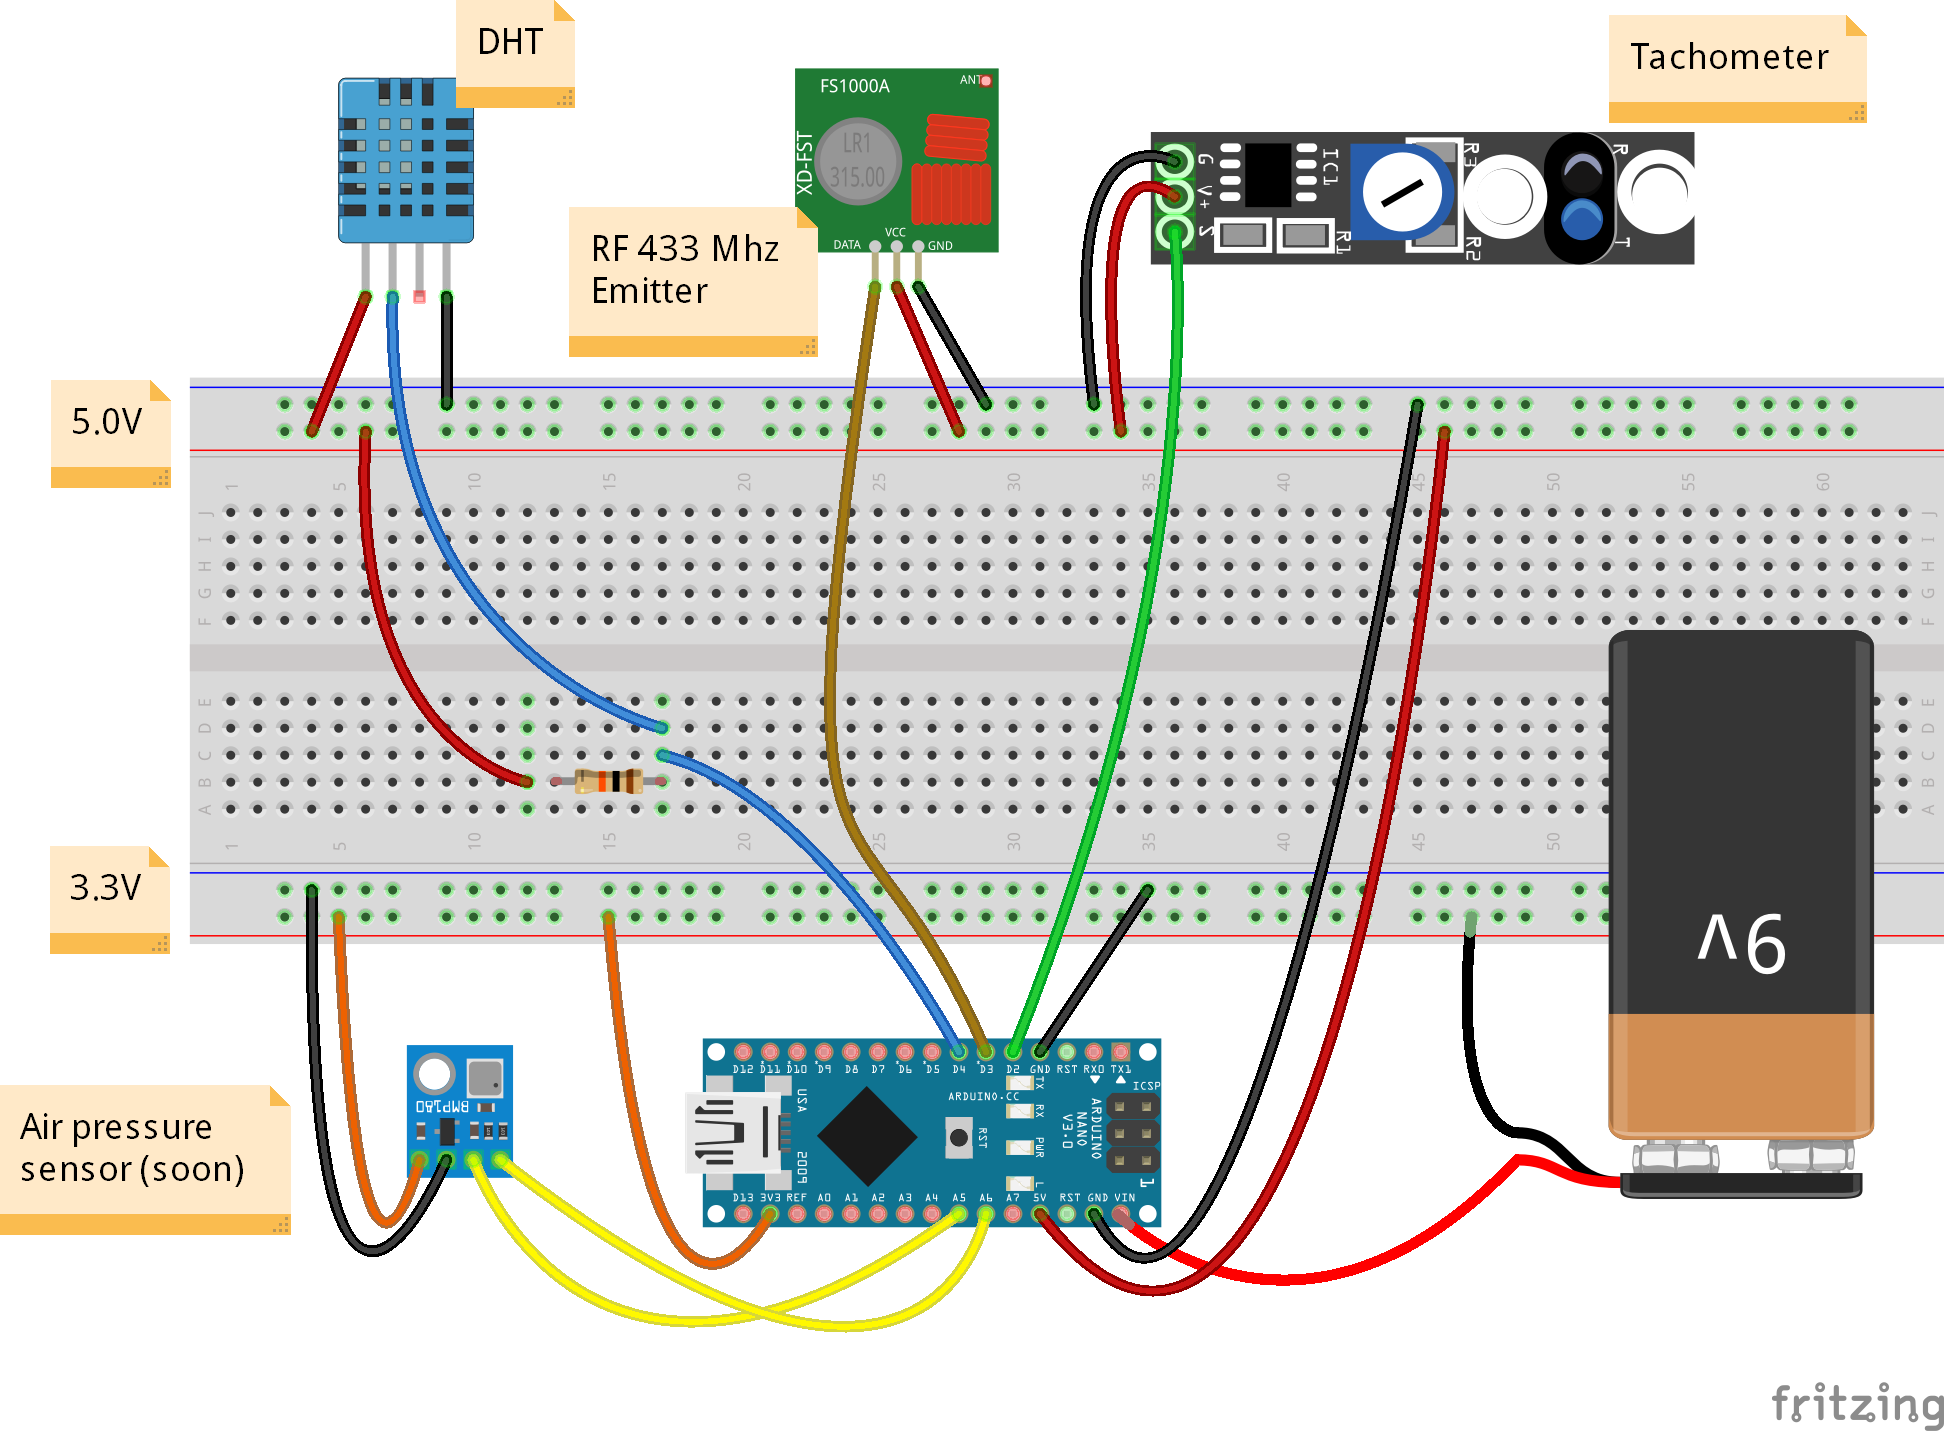 DHT
Tachometer
FS1000A
ANT
XD-FST
LR1
315.00
DATA
VCC
GND
RF 433 Mhz
Emitter
G
V+
S
IC1
R3
R1
R2
R
T
5.0V
1 5 10 15 20 25 30 35 40 45 50 55 60
J J
I I
H H
G G
F F
E E
D D
C C
B B
A A
1 5 10 15 20 25 30 35 40 45 50
3.3V
9V
Air pressure
sensor (soon)
BMP180
D12 D11 D10 D9 D8 D7 D6 D5 D4 D3 D2 GND RST RX0 TX1
USA
2009
ARDUINO.CC
RST
TX
RX
PWR
L
ARDUINO
NANO
V3.0
ICSP
1
D13 3V3 REF A0 A1 A2 A3 A4 A5 A6 A7 5V RST GND VIN
fritzing